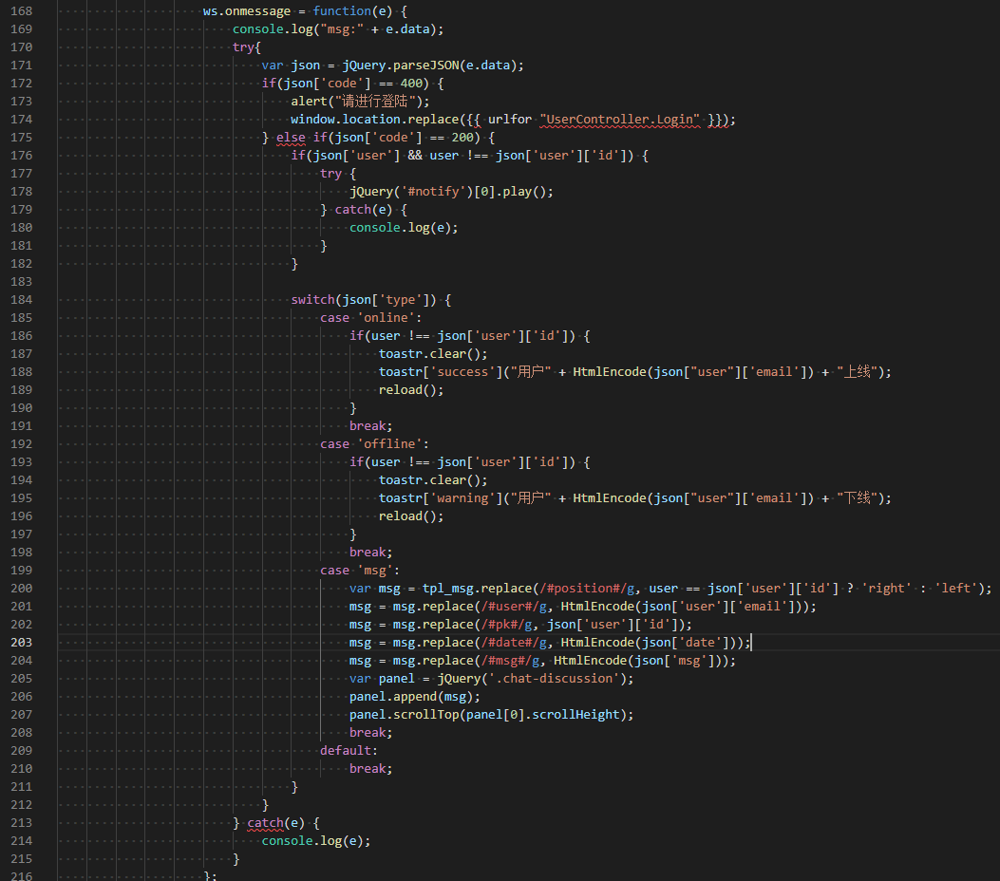 168 ws.onmessage = function(e) {
169 console.log("msg:" + e.data);
170 try{
171 var json = jQuery.parseJSON(e.data);
172 if(json['code'] == 400) {
173 alert("请进行登陆");
174 window.location.replace({{ urlfor "UserController.Login" }});
175 } else if(json['code'] == 200) {
176 if(json['user'] && user !== json['user']['id']) {
177 try {
178 jQuery('#notify')[0].play();
179 } catch(e) {
180 console.log(e);
181 }
182 }
183
184 switch(json['type']) {
185 case 'online':
186 if(user !== json['user']['id']) {
187 toastr.clear();
188 toastr['success']("用户" + HtmlEncode(json["user"]['email']) + "上线");
189 reload();
190 }
191 break;
192 case 'offline':
193 if(user !== json['user']['id']) {
194 toastr.clear();
195 toastr['warning']("用户" + HtmlEncode(json["user"]['email']) + "下线");
196 reload();
197 }
198 break;
199 case 'msg':
200 var msg = tpl_msg.replace(/#position#/g, user == json['user']['id'] ? 'right' : 'left');
201 msg = msg.replace(/#user#/g, HtmlEncode(json['user']['email']));
202 msg = msg.replace(/#pk#/g, json['user']['id']);
203 msg = msg.replace(/#date#/g, HtmlEncode(json['date']));
204 msg = msg.replace(/#msg#/g, HtmlEncode(json['msg']));
205 var panel = jQuery('.chat-discussion');
206 panel.append(msg);
207 panel.scrollTop(panel[0].scrollHeight);
208 break;
209 default:
210 break;
211 }
212 }
213 } catch(e) {
214 console.log(e);
215 }
216 };